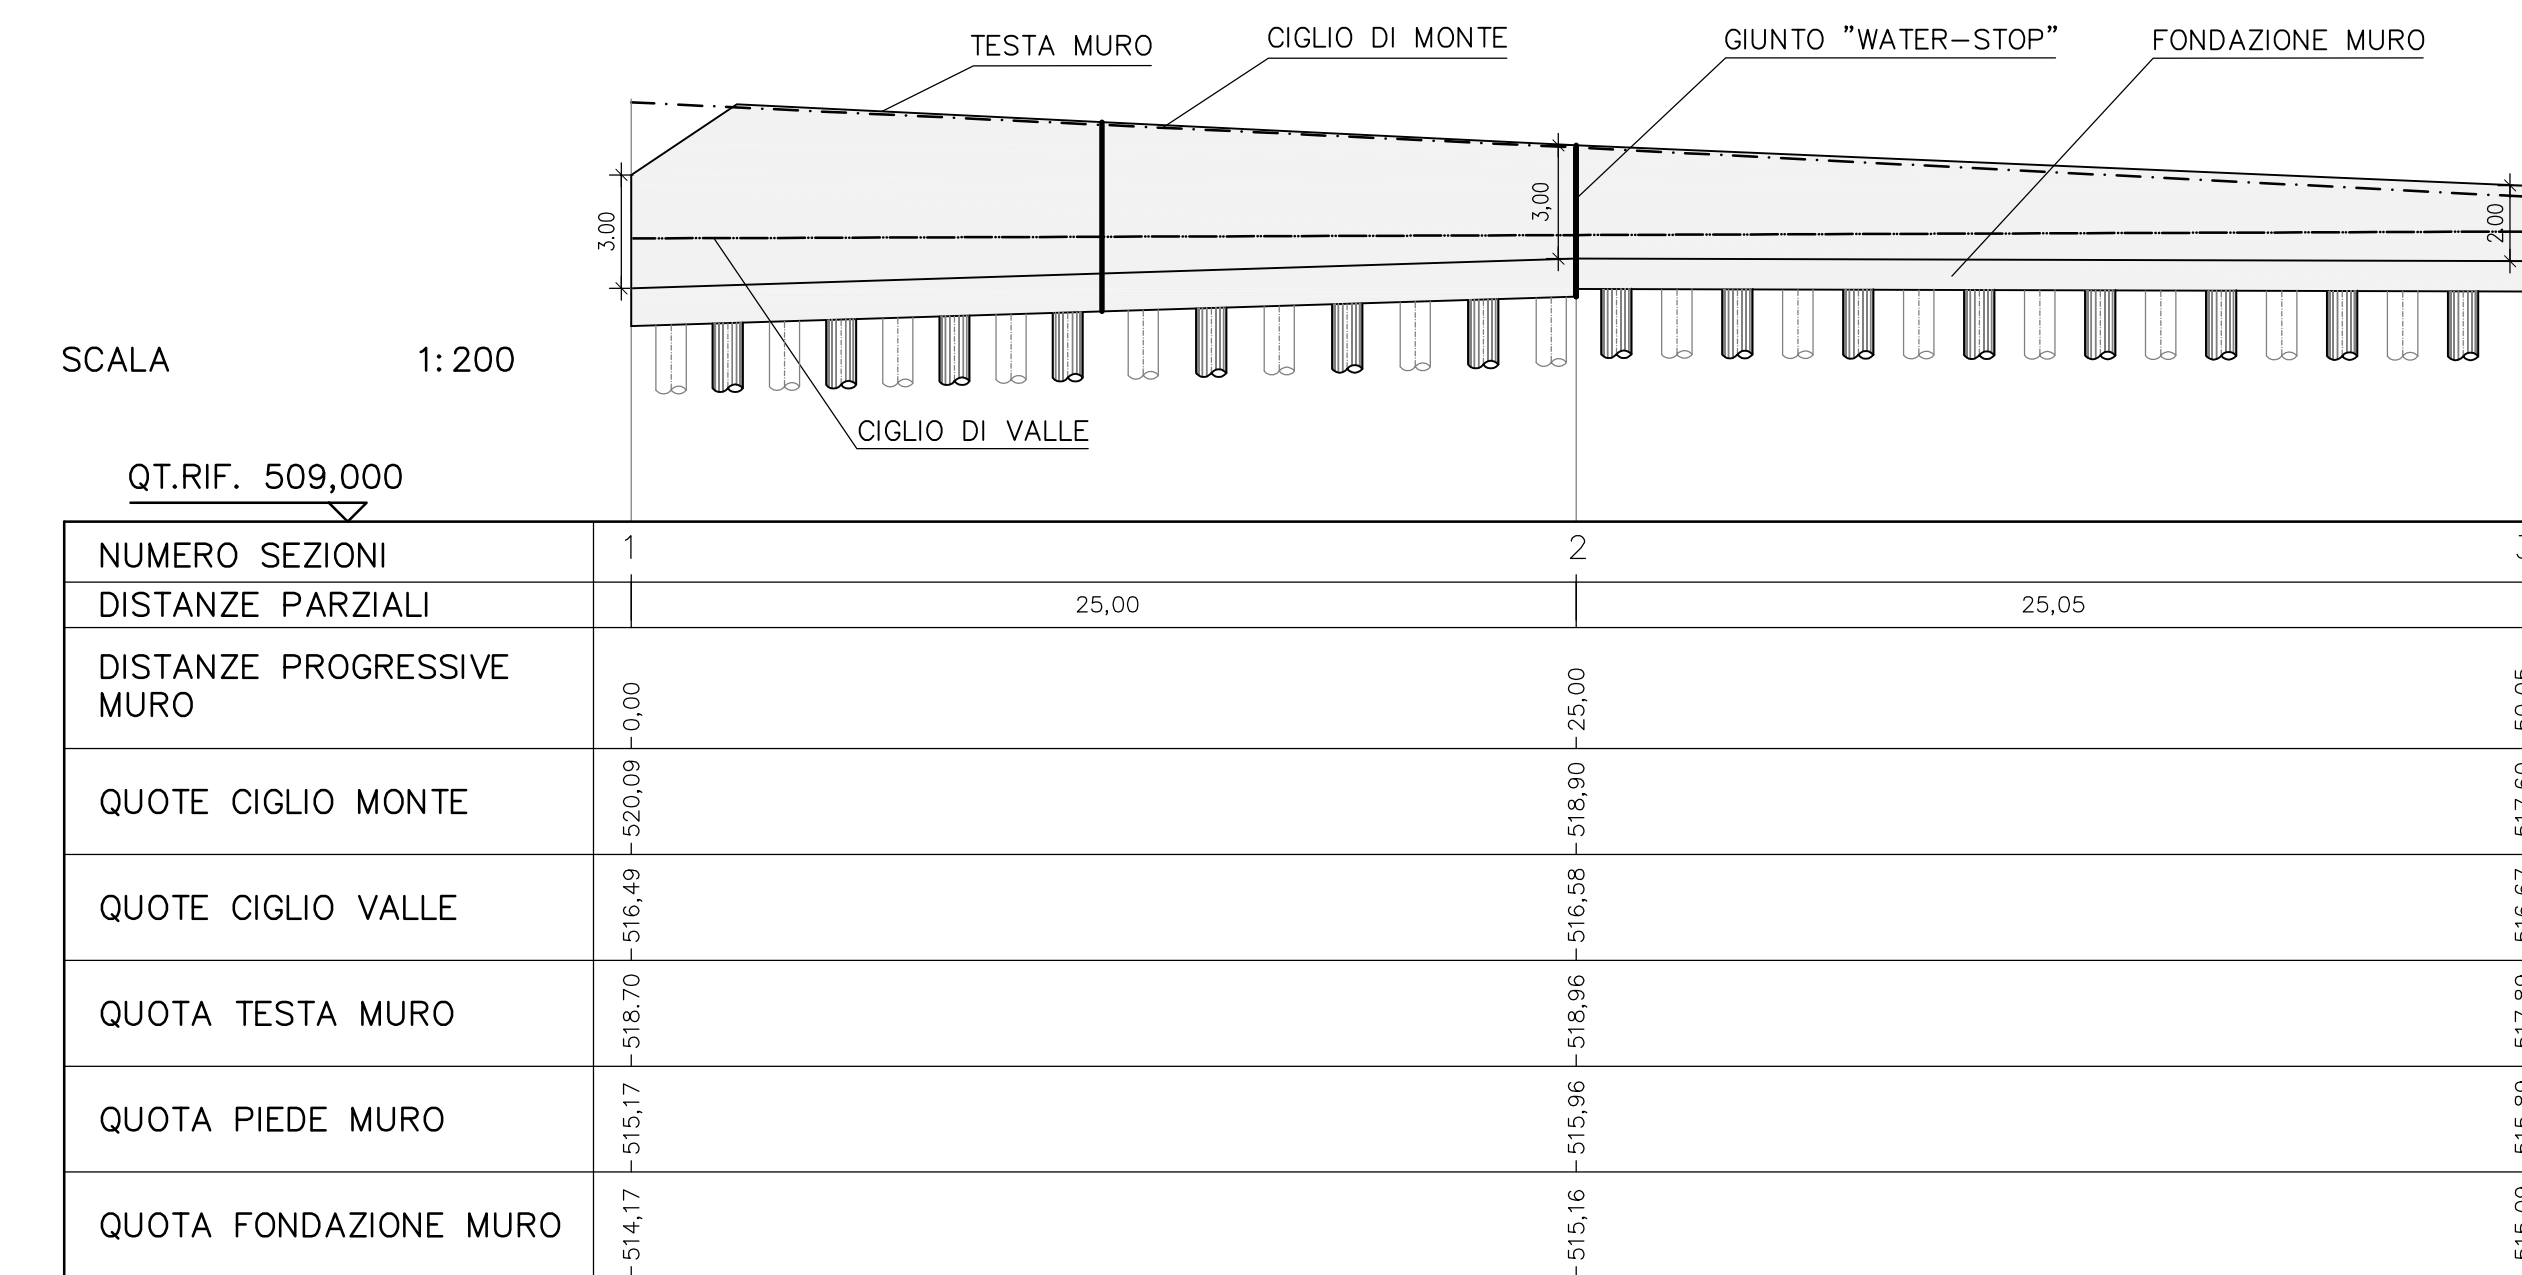 TESTA MURO
CIGLIO DI MONTE
GIUNTO "WATER–STOP"
FONDAZIONE MURO
3.00
3,00
2,00
SCALA 1:200
CIGLIO DI VALLE
QT.RIF. 509,000
NUMERO SEZIONI 1 2
DISTANZE PARZIALI 25,00 25,05
DISTANZE PROGRESSIVE
MURO
0,00 25,00
QUOTE CIGLIO MONTE 520,09 518,90
QUOTE CIGLIO VALLE 516,49 516,58
QUOTA TESTA MURO 518.70 518,96
QUOTA PIEDE MURO 515,17 515,96
QUOTA FONDAZIONE MURO 514,17 515,16